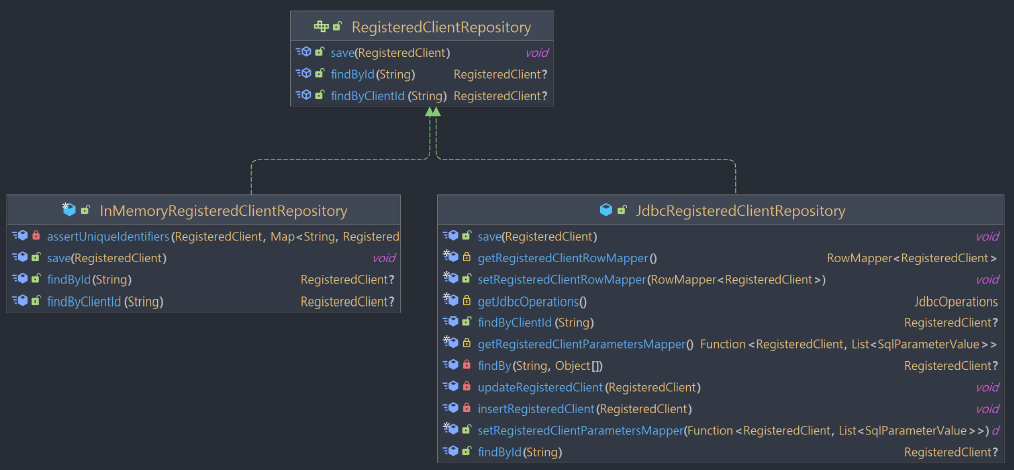 RegisteredClientRepository
save(RegisteredClient) void
findById(String) RegisteredClient?
findByClientId(String) RegisteredClient?
InMemoryRegisteredClientRepository
assertUniqueIdentifiers(RegisteredClient, Map<String, Registered
save(RegisteredClient) void
findById(String) RegisteredClient?
findByClientId(String) RegisteredClient?
JdbcRegisteredClientRepository
save(RegisteredClient) void
getRegisteredClientRowMapper() RowMapper<RegisteredClient>
setRegisteredClientRowMapper(RowMapper<RegisteredClient>) void
getJdbcOperations() JdbcOperations
findByClientId(String) RegisteredClient?
getRegisteredClientParametersMapper() Function<RegisteredClient, List<SqlParameterValue>>
findBy(String, Object[]) RegisteredClient?
updateRegisteredClient(RegisteredClient) void
insertRegisteredClient(RegisteredClient) void
setRegisteredClientParametersMapper(Function<RegisteredClient, List<SqlParameterValue>>) d
findById(String) RegisteredClient?